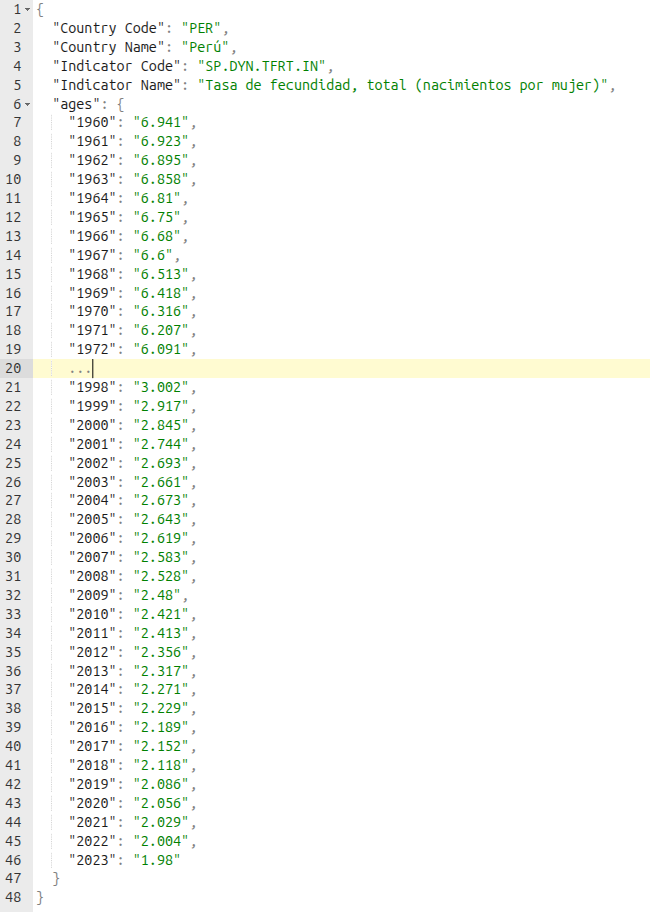 1 {
2 "Country Code": "PER",
3 "Country Name": "Perú",
4 "Indicator Code": "SP.DYN.TFRT.IN",
5 "Indicator Name": "Tasa de fecundidad, total (nacimientos por mujer)",
6 "ages": {
7 "1960": "6.941",
8 "1961": "6.923",
9 "1962": "6.895",
10 "1963": "6.858",
11 "1964": "6.81",
12 "1965": "6.75",
13 "1966": "6.68",
14 "1967": "6.6",
15 "1968": "6.513",
16 "1969": "6.418",
17 "1970": "6.316",
18 "1971": "6.207",
19 "1972": "6.091",
20 ...
21 "1998": "3.002",
22 "1999": "2.917",
23 "2000": "2.845",
24 "2001": "2.744",
25 "2002": "2.693",
26 "2003": "2.661",
27 "2004": "2.673",
28 "2005": "2.643",
29 "2006": "2.619",
30 "2007": "2.583",
31 "2008": "2.528",
32 "2009": "2.48",
33 "2010": "2.421",
34 "2011": "2.413",
35 "2012": "2.356",
36 "2013": "2.317",
37 "2014": "2.271",
38 "2015": "2.229",
39 "2016": "2.189",
40 "2017": "2.152",
41 "2018": "2.118",
42 "2019": "2.086",
43 "2020": "2.056",
44 "2021": "2.029",
45 "2022": "2.004",
46 "2023": "1.98"
47 }
48 }